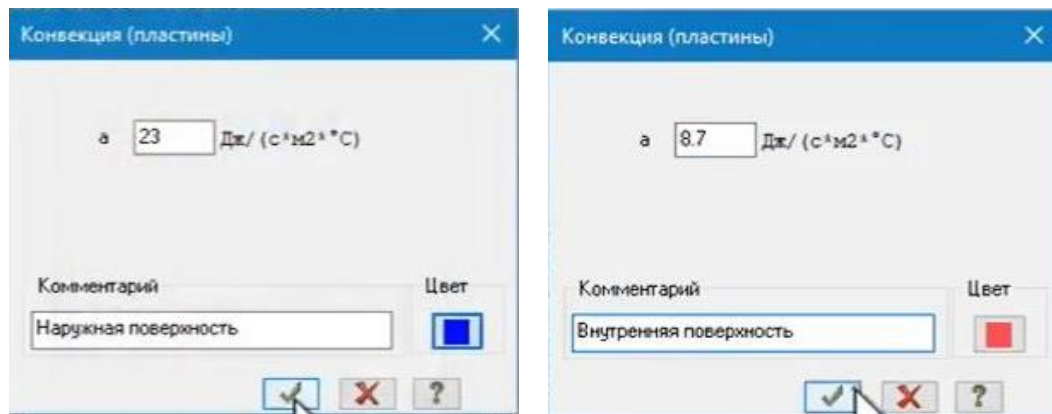 Конвекция (пластины)
a 23 Дж/(с*м2*°C)
Комментарий
Цвет
Наружная поверхность
?
Конвекция (пластины)
a 8.7 Дж/(с*м2*°C)
Комментарий
Цвет
Внутренняя поверхность
?